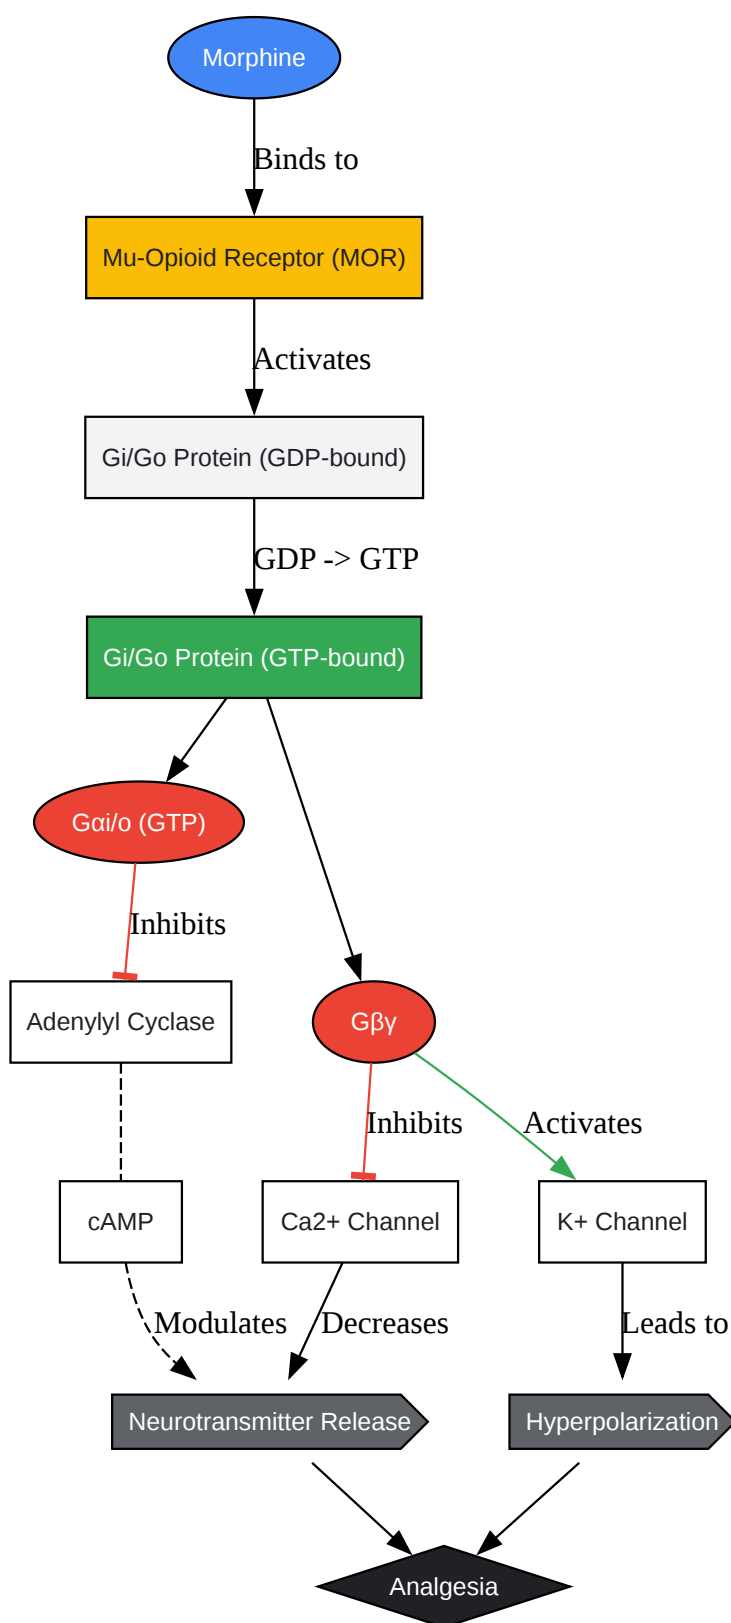 Morphine
Binds to
Mu-Opioid Receptor (MOR)
Activates
Gi/Go Protein (GDP-bound)
GDP -> GTP
Gi/Go Protein (GTP-bound)
Gαi/o (GTP)
Inhibits
Adenylyl Cyclase
Gβγ
Inhibits
Activates
cAMP
Ca2+ Channel
K+ Channel
Modulates
Decreases
Leads to
Neurotransmitter Release
Hyperpolarization
Analgesia